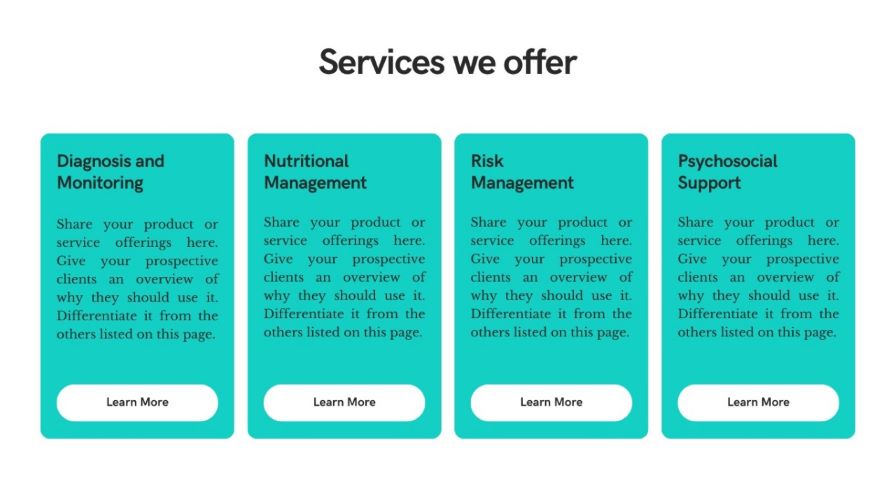 Services we offer
Diagnosis and
Monitoring
Share your product or
service offerings here.
Give your prospective
clients an overview of
why they should use it.
Differentiate it from the
others listed on this page.
Learn More
Nutritional
Management
Share your product or
service offerings here.
Give your prospective
clients an overview of
why they should use it.
Differentiate it from the
others listed on this page.
Learn More
Risk
Management
Share your product or
service offerings here.
Give your prospective
clients an overview of
why they should use it.
Differentiate it from the
others listed on this page.
Learn More
Psychosocial
Support
Share your product or
service offerings here.
Give your prospective
clients an overview of
why they should use it.
Differentiate it from the
others listed on this page.
Learn More